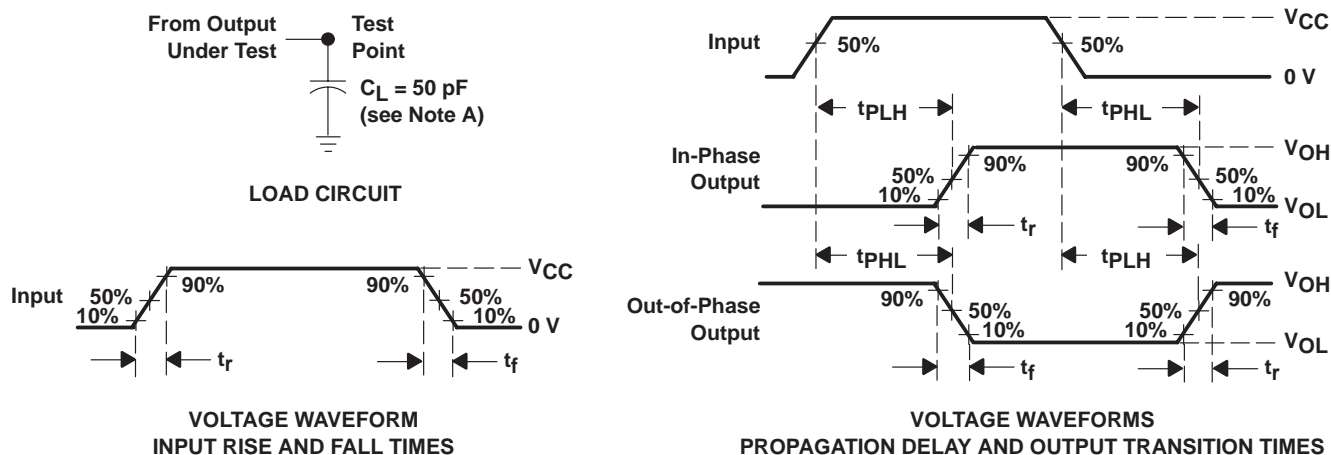 From Output
Under Test
Test
Point
CL = 50 pF
(see Note A)
LOAD CIRCUIT
Input
50%
10%
90%
90%
50%
10%
VCC
0 V
tr
tf
VOLTAGE WAVEFORM
INPUT RISE AND FALL TIMES
Input
50%
50%
VCC
0 V
tPLH
tPHL
In-Phase
Output
50%
10%
90%
90%
50%
10%
VOH
VOL
tr
tf
tPHL
tPLH
Out-of-Phase
Output
90%
50%
10%
50%
10%
90%
VOH
VOL
tf
tr
VOLTAGE WAVEFORMS
PROPAGATION DELAY AND OUTPUT TRANSITION TIMES